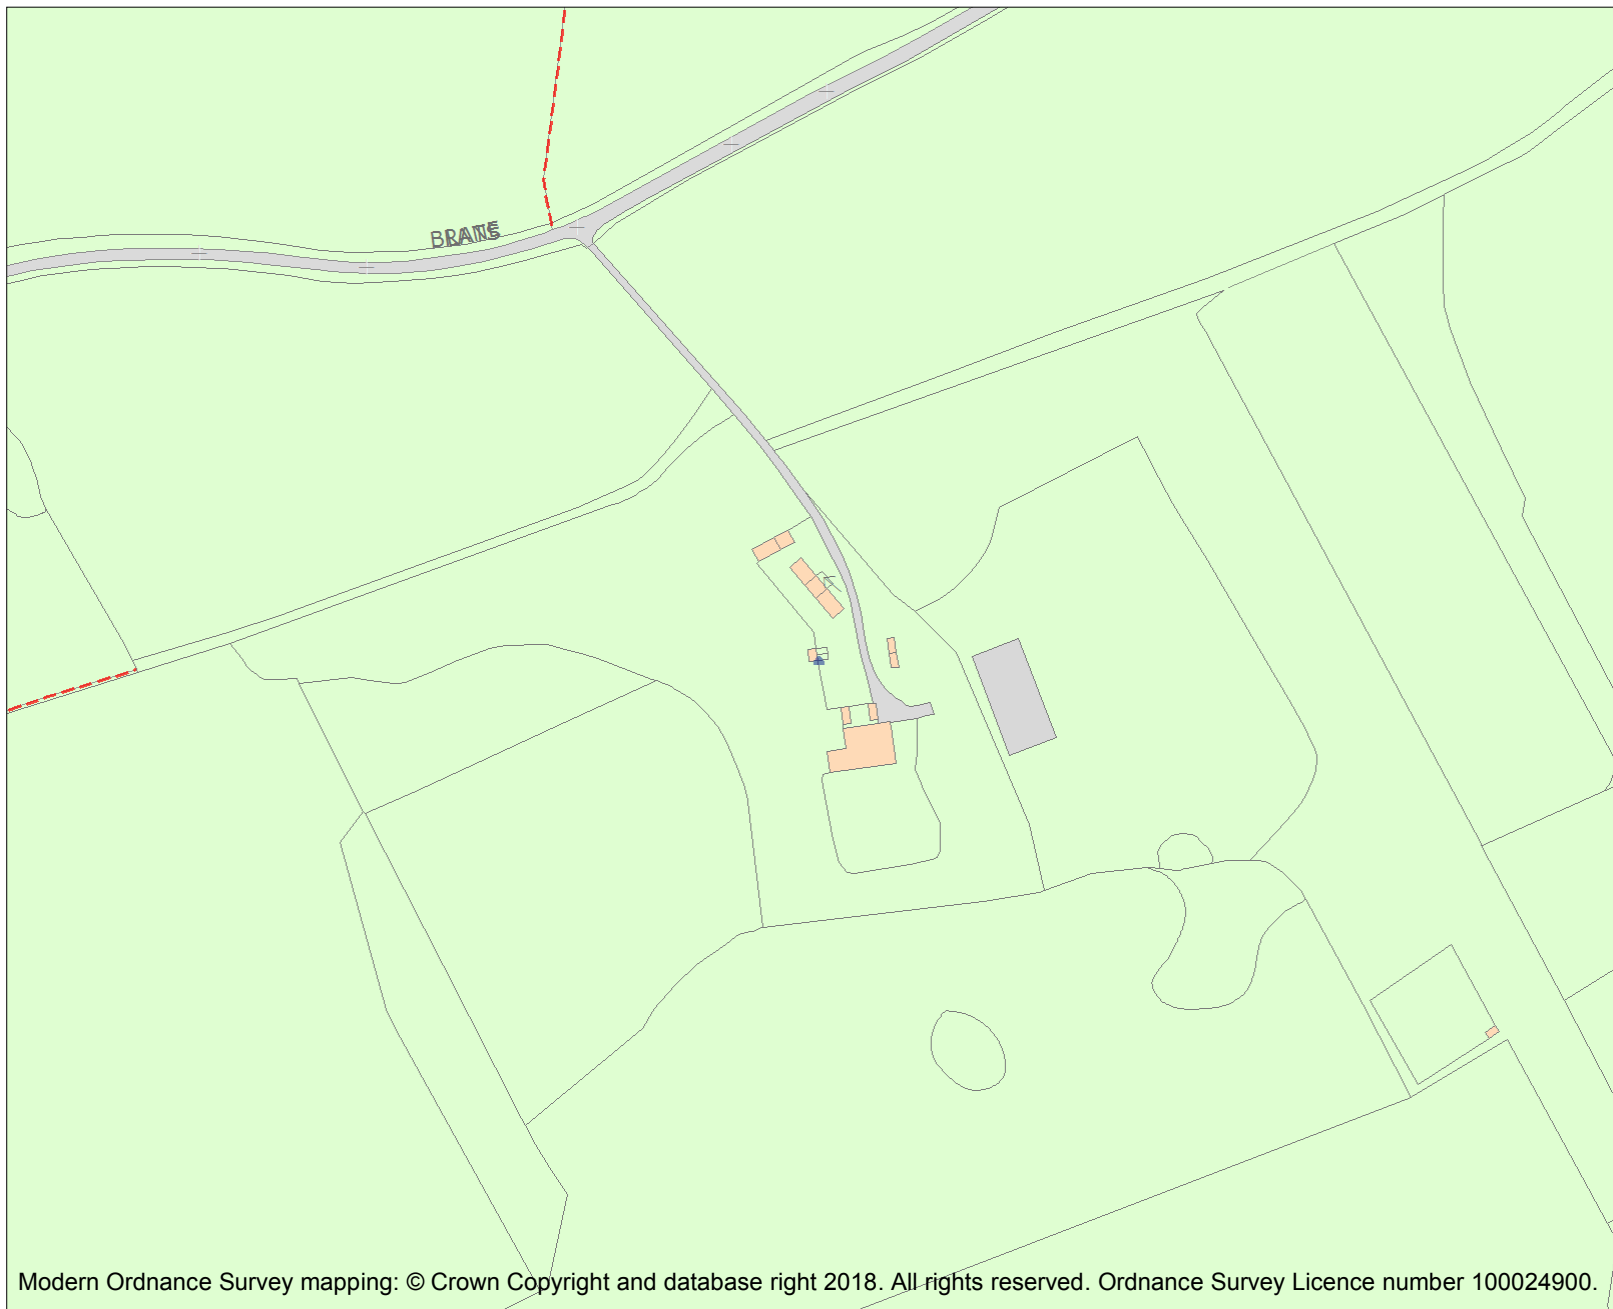 Modern Ordnance Survey mapping: © Crown Copyright and database right 2018. All rights reserved. Ordnance Survey Licence number 100024900.